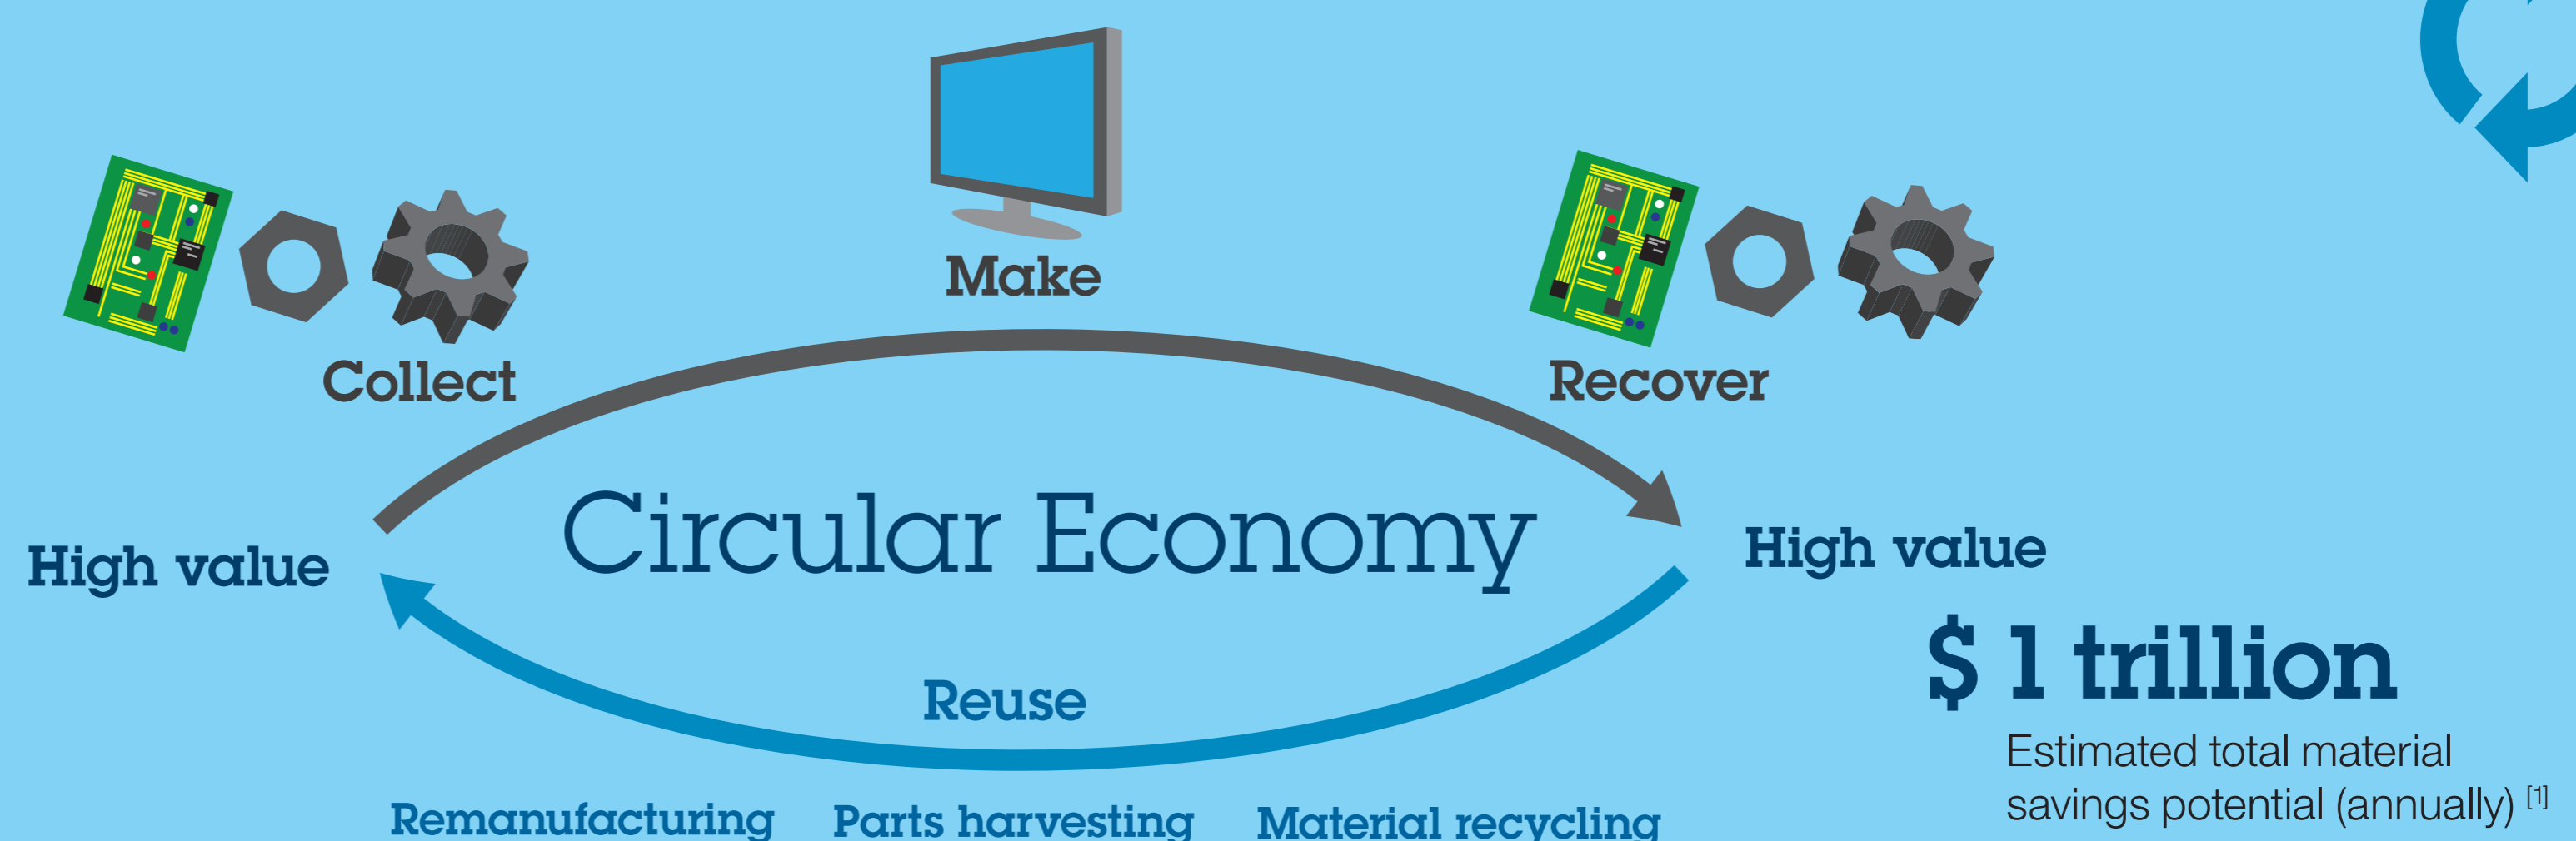 Make
Collect
Recover
Circular Economy
High value
High value
$ 1 trillion
Reuse
Estimated total material
savings potential (annually) [1]
Remanufacturing
Parts harvesting
Material recycling